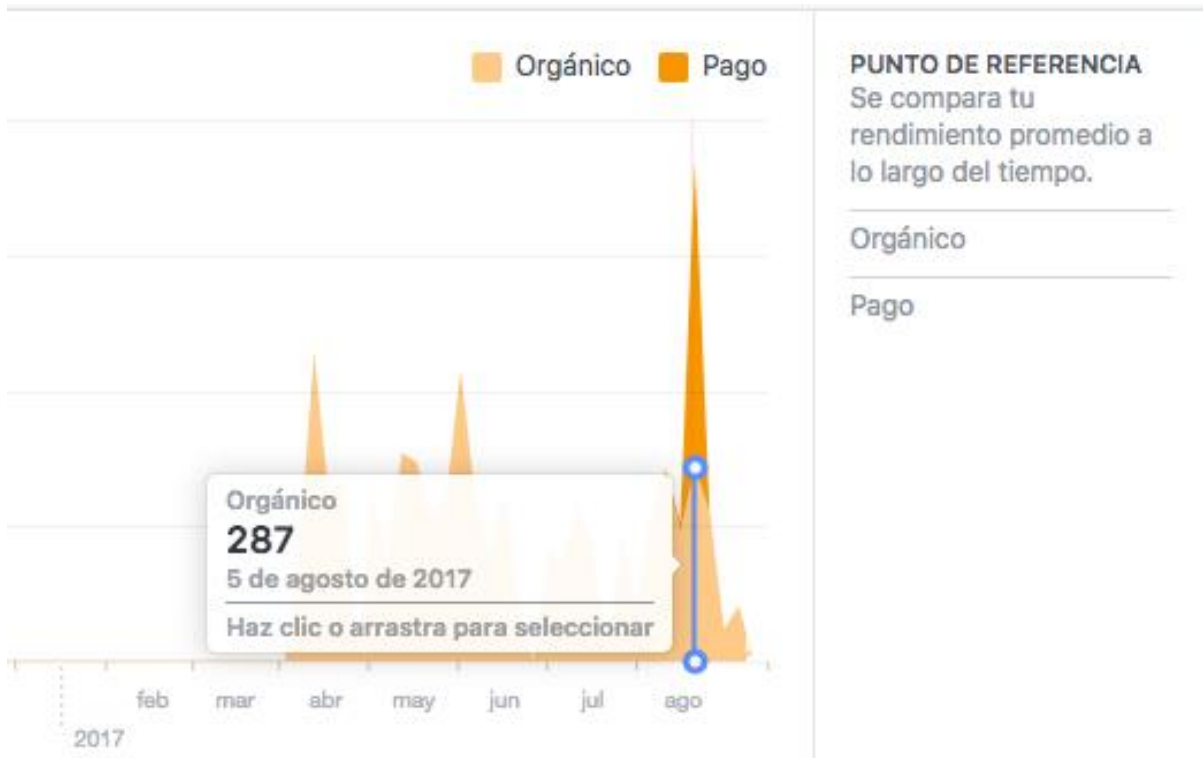 Orgánico Pago
PUNTO DE REFERENCIA
Se compara tu
rendimiento promedio a
lo largo del tiempo.
Orgánico
Pago
Orgánico
287
5 de agosto de 2017
Haz clic o arrastra para seleccionar
feb mar abr may jun jul ago
2017